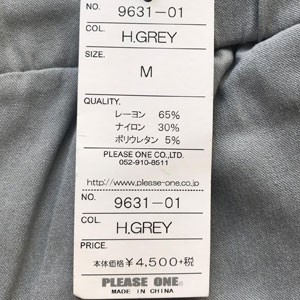 NO. 9631-01
COL. H.GREY
SIZE.
M
QUALITY.
レーヨン 65%
ナイロン 30%
ポリウレタン 5%
PLEASE ONE CO.,LTD.
052-910-8511
http://www.please-one.co.jp
NO. 9631-01
COL. H.GREY
PRICE.
本体価格 ¥4,500+税
PLEASE ONE.
MADE IN CHINA